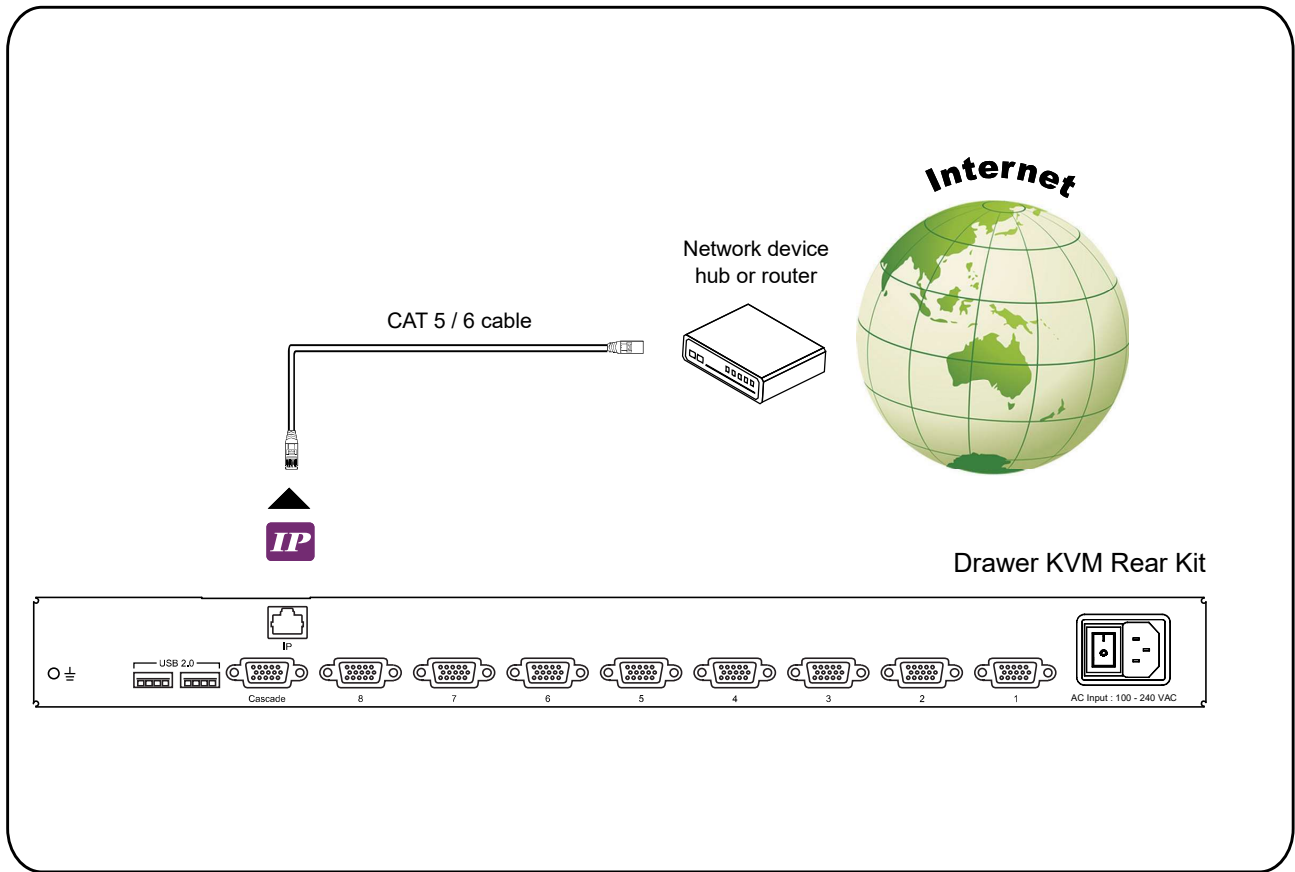 Internet
Network device
hub or router
CAT 5 / 6 cable
IP
Drawer KVM Rear Kit
IP
USB 2.0
Cascade
8
7
6
5
4
3
2
1
AC Input : 100 - 240 VAC